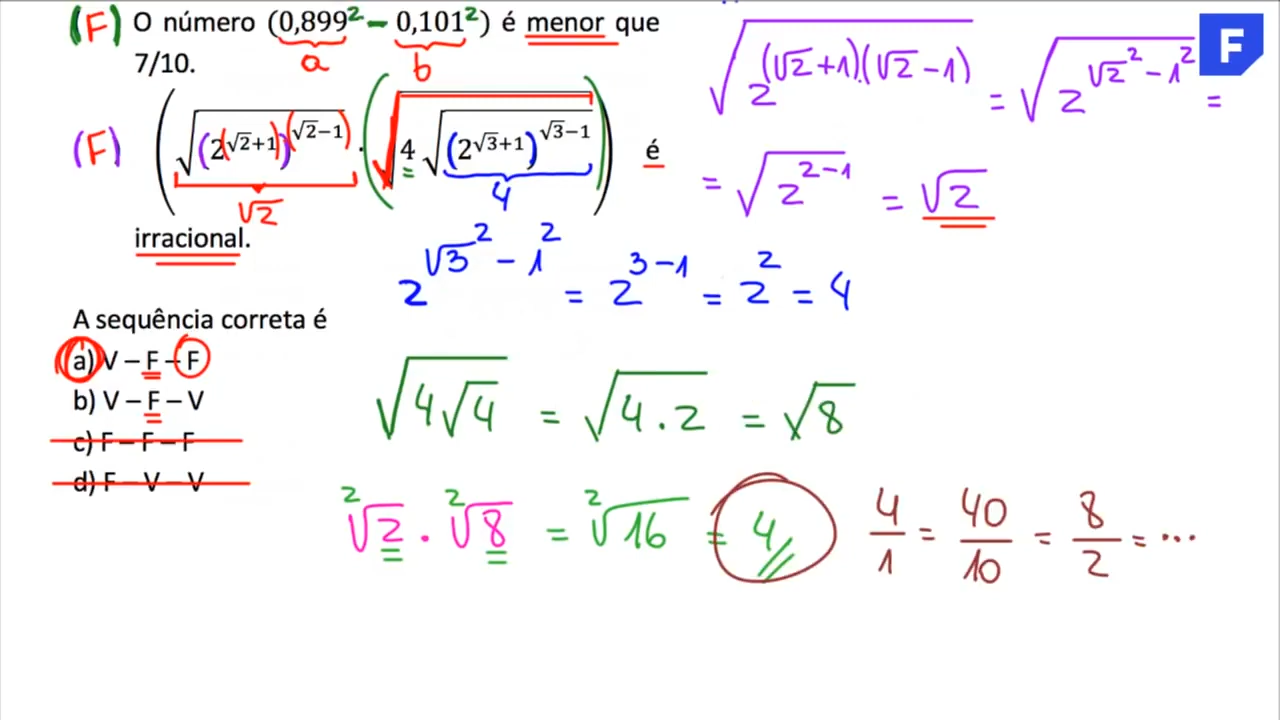 (F) O número (0,899² − 0,101²) é menor que
a b
7/10.
(F) (√(2^(√2+1))^(√2−1) · (√4√(2^(√3+1))^(√3−1))) é
√2 4
irracional.
√2^(√2+1)(√2−1) = √2^(√2²−1²) =
= √2^(2−1) = √2
2^(√3²−1²) = 2^(3−1) = 2² = 4
A sequência correta é
a) V – F – F
b) V – F – V
c) F – F – F
d) F – V – V
√4√4 = √4.2 = √8
²√2 . ²√8 = ²√16 = 4
4/1 = 40/10 = 8/2 = ...
F